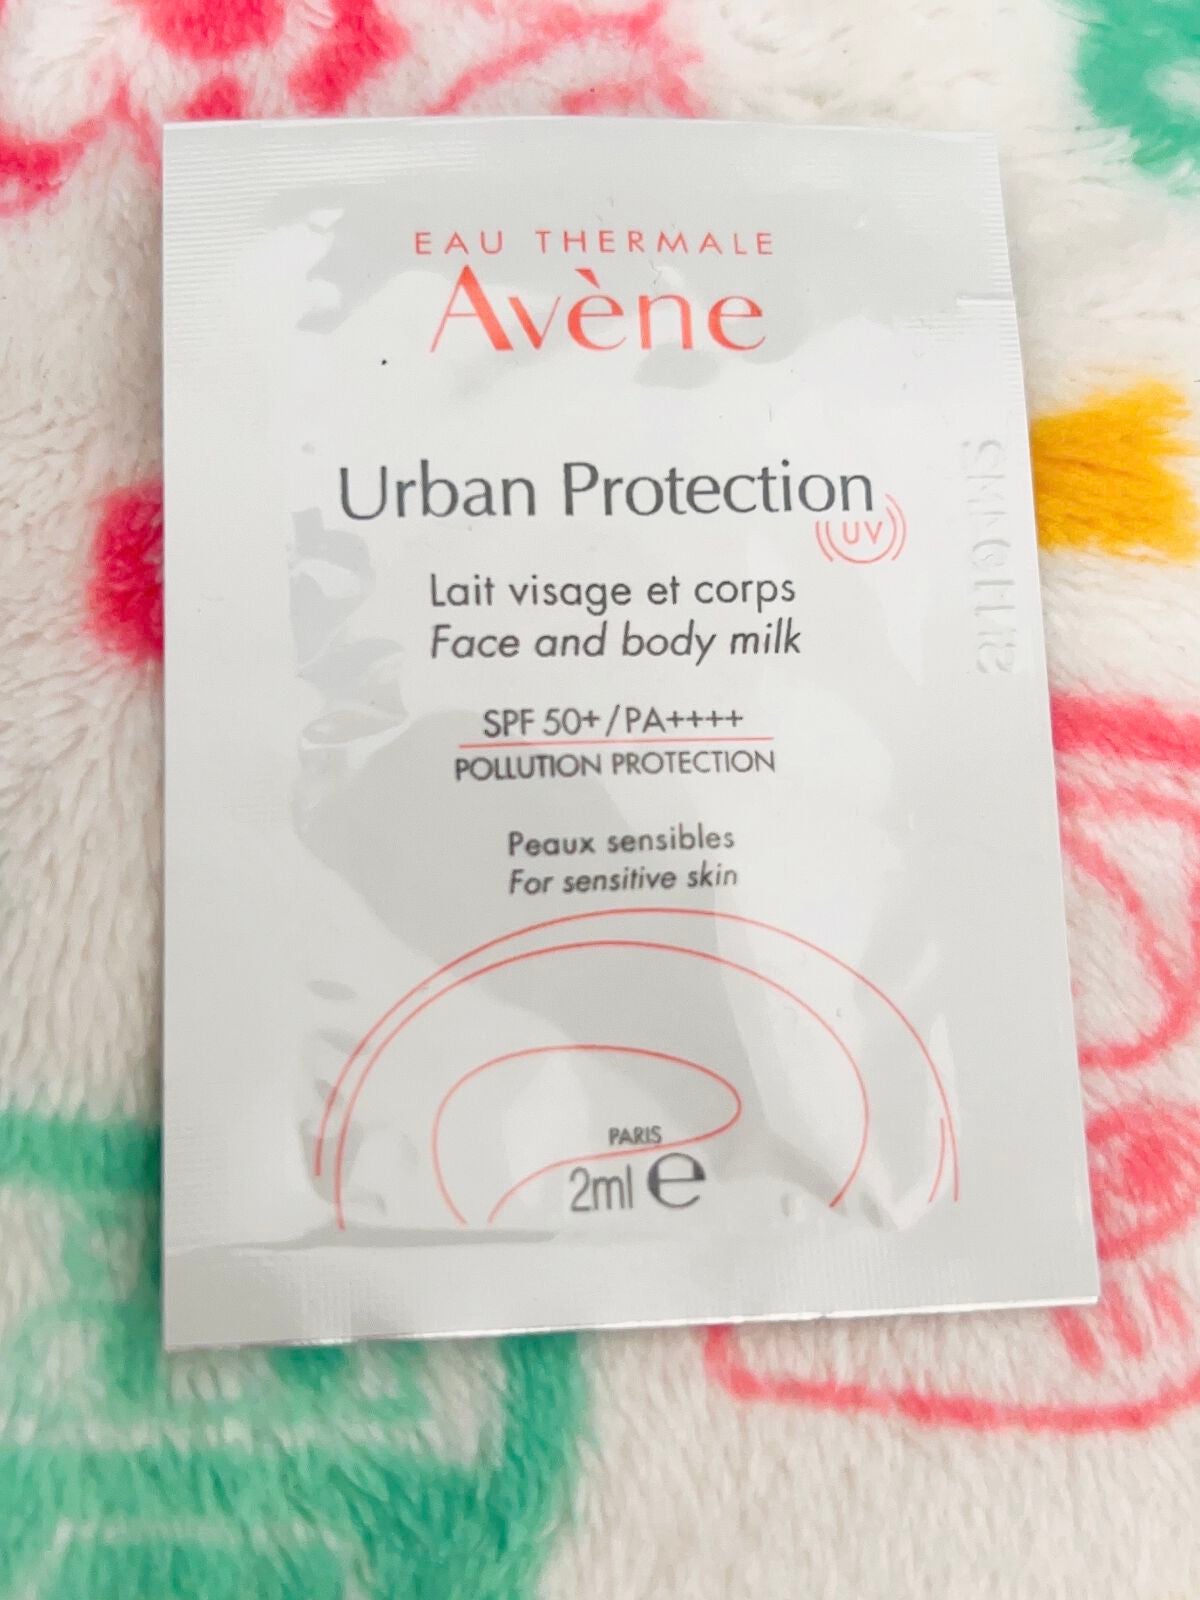 EAU THERMALE
Avène
Urban Protection
UV
Lait visage et corps
Face and body milk
SPF 50+/PA++++
POLLUTION PROTECTION
Peaux sensibles
For sensitive skin
PARIS
2ml e